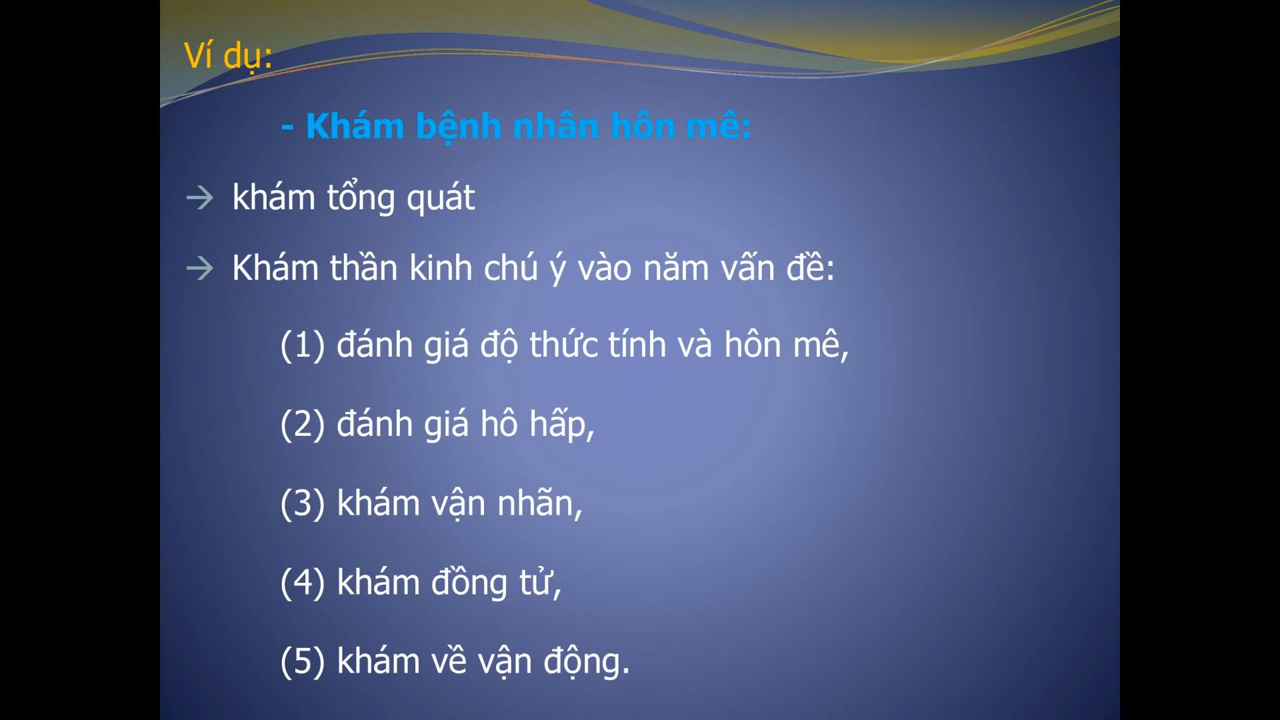 Ví dụ:
- Khám bệnh nhân hôn mê:
→ khám tổng quát
→ Khám thần kinh chú ý vào năm vấn đề:
(1) đánh giá độ thức tính và hôn mê,
(2) đánh giá hô hấp,
(3) khám vận nhãn,
(4) khám đồng tử,
(5) khám về vận động.